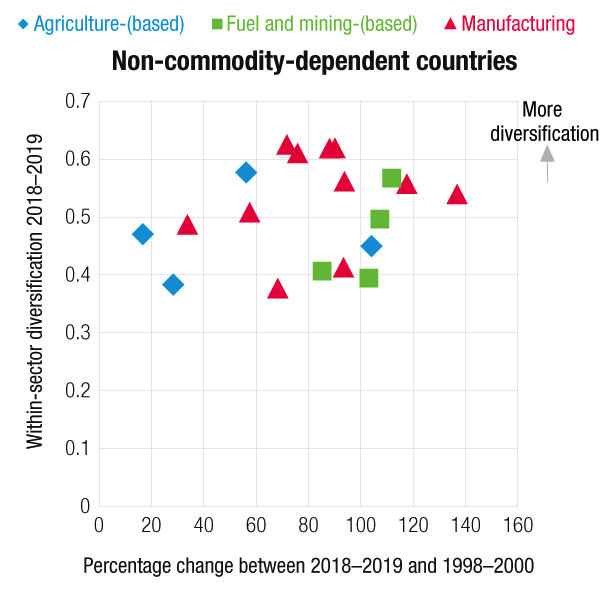 Agriculture-(based) Fuel and mining-(based) Manufacturing
Non-commodity-dependent countries
More
diversification
Within-sector diversification 2018–2019
0.7
0.6
0.5
0.4
0.3
0.2
0.1
0
0 20 40 60 80 100 120 140 160
Percentage change between 2018–2019 and 1998–2000